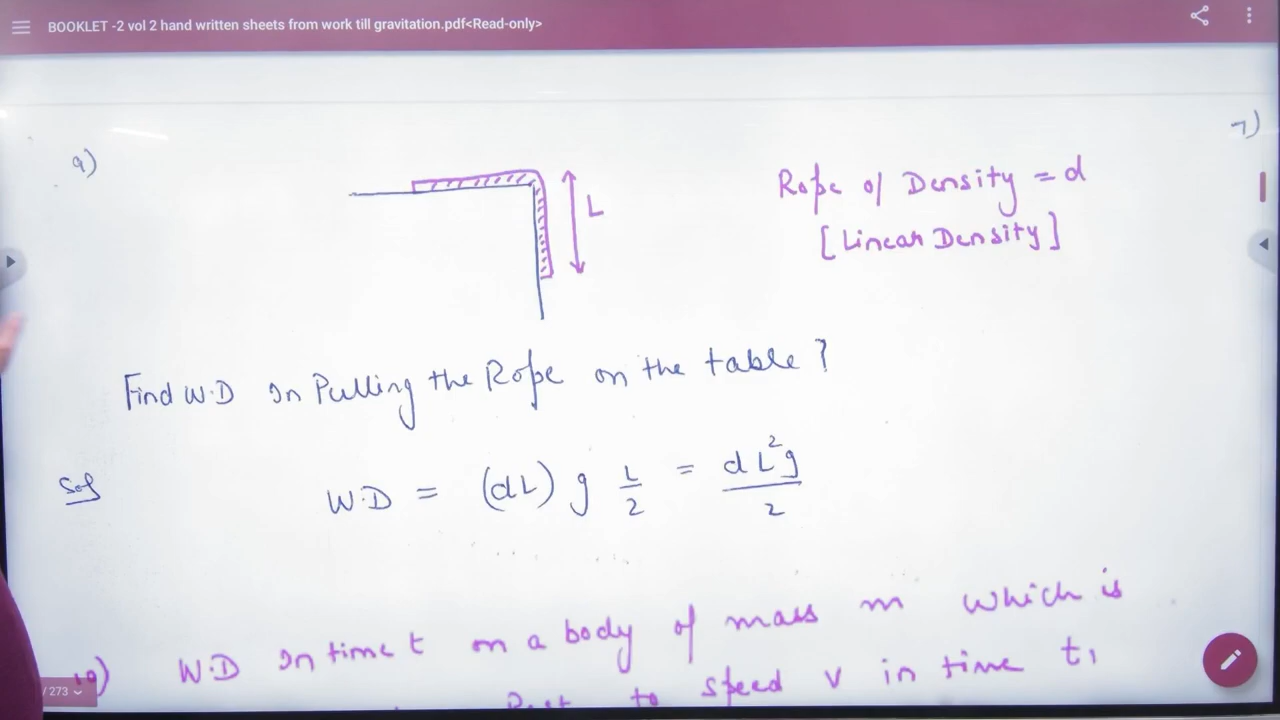 BOOKLET -2 vol 2 hand written sheets from work till gravitation.pdf<Read-only>
7)
9)
L
Rope of Density = d
[Linear Density]
Find W.D In Pulling the Rope on the table ?
Sol
W.D = (dL) g L/2 = dL²g/2
10) W.D In time t on a body of mass m which is
Rest to speed v in time t₁
/ 273